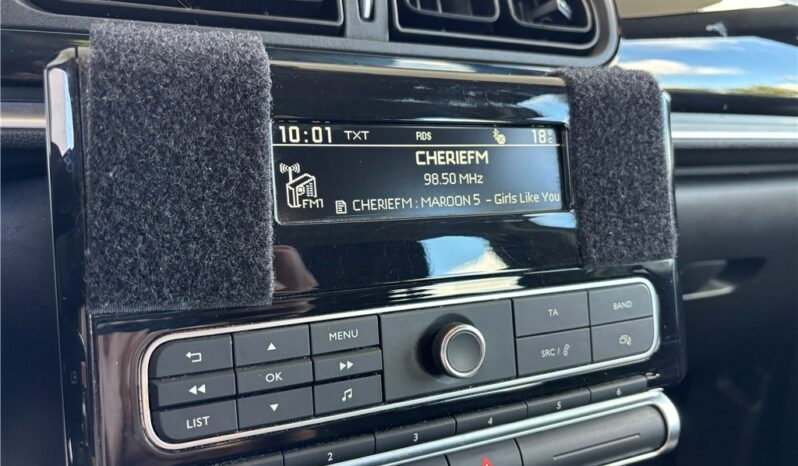 10:01 TXT RDS 18°C
CHERIEFM
98.50 MHz
FM1
CHERIEFM : MAROON 5 - Girls Like You
MENU
TA
BAND
OK
SRC /
LIST
1 2 3 4 5 6